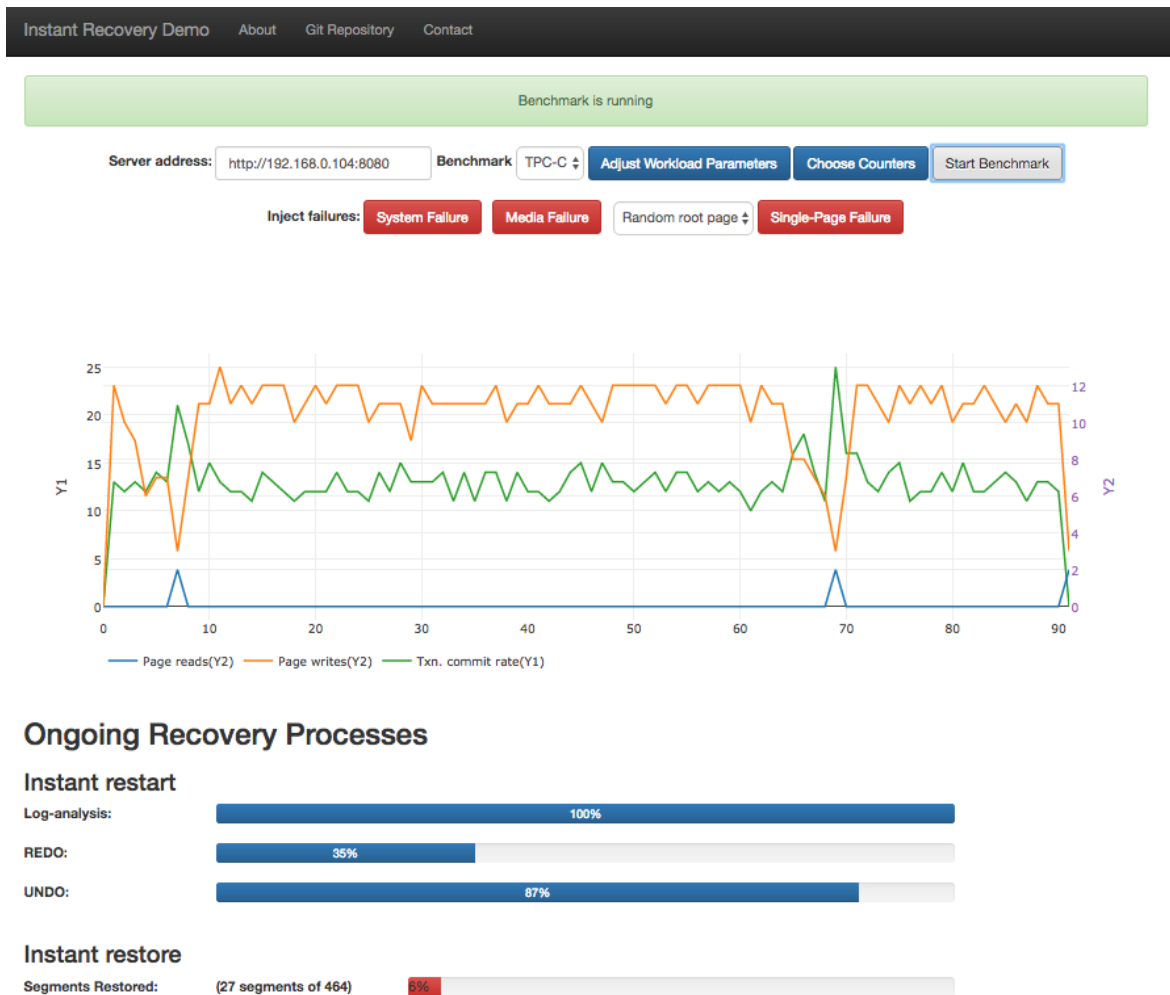 Instant Recovery Demo About Git Repository Contact
Benchmark is running
Server address: http://192.168.0.104:8080 Benchmark TPC-C Adjust Workload Parameters Choose Counters Start Benchmark
Inject failures: System Failure Media Failure Random root page Single-Page Failure
25
20
15
10
5
0
Y1
12
10
8
6
4
2
0
Y2
0 10 20 30 40 50 60 70 80 90
Page reads(Y2) Page writes(Y2) Txn. commit rate(Y1)
Ongoing Recovery Processes
Instant restart
Log-analysis: 100%
REDO: 35%
UNDO: 87%
Instant restore
Segments Restored: (27 segments of 464) 6%